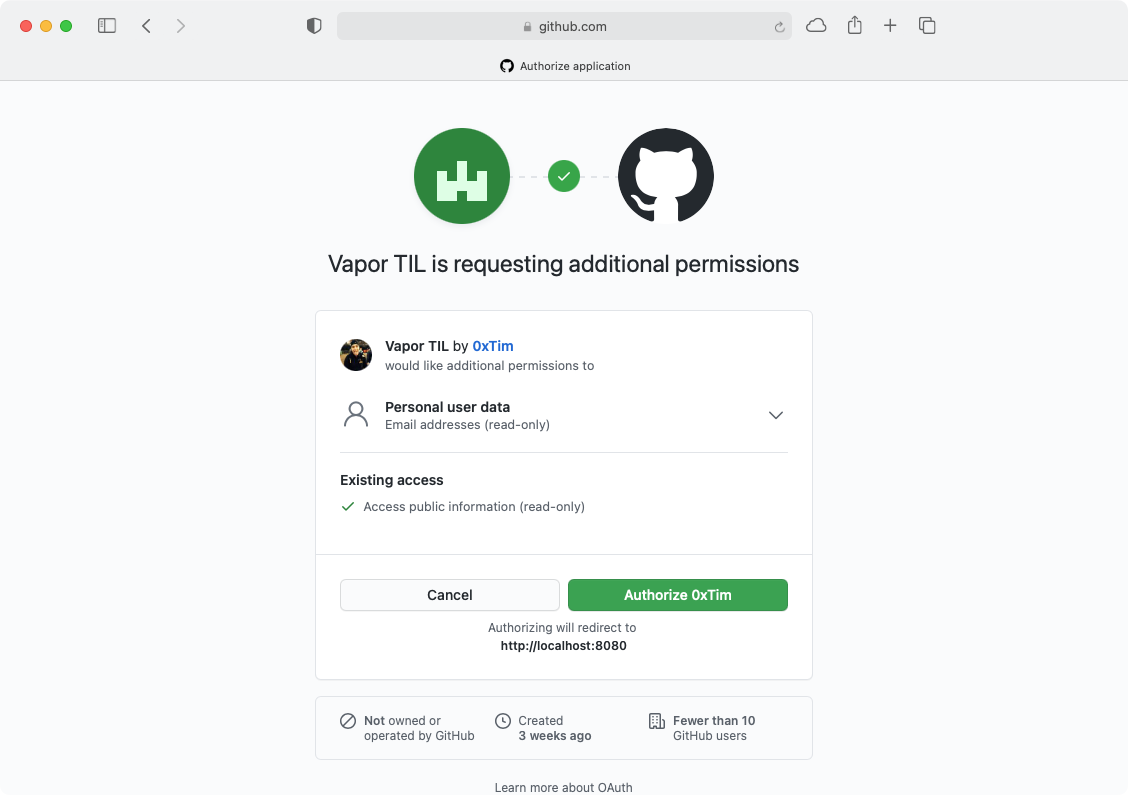 github.com
Authorize application
Vapor TIL is requesting additional permissions
Vapor TIL by 0xTim
would like additional permissions to
Personal user data
Email addresses (read-only)
Existing access
Access public information (read-only)
Cancel
Authorize 0xTim
Authorizing will redirect to
http://localhost:8080
Not owned or
operated by GitHub
Created
3 weeks ago
Fewer than 10
GitHub users
Learn more about OAuth